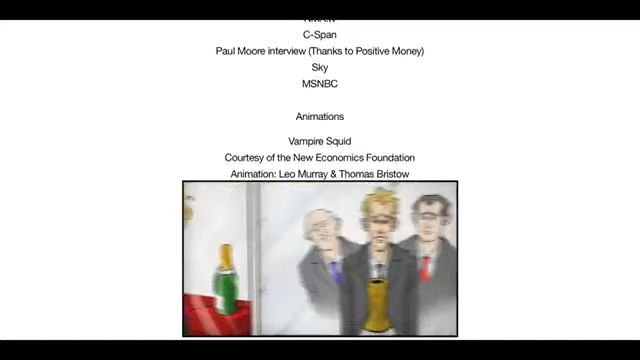 C-Span
Paul Moore interview (Thanks to Positive Money)
Sky
MSNBC
Animations
Vampire Squid
Courtesy of the New Economics Foundation
Animation: Leo Murray & Thomas Bristow